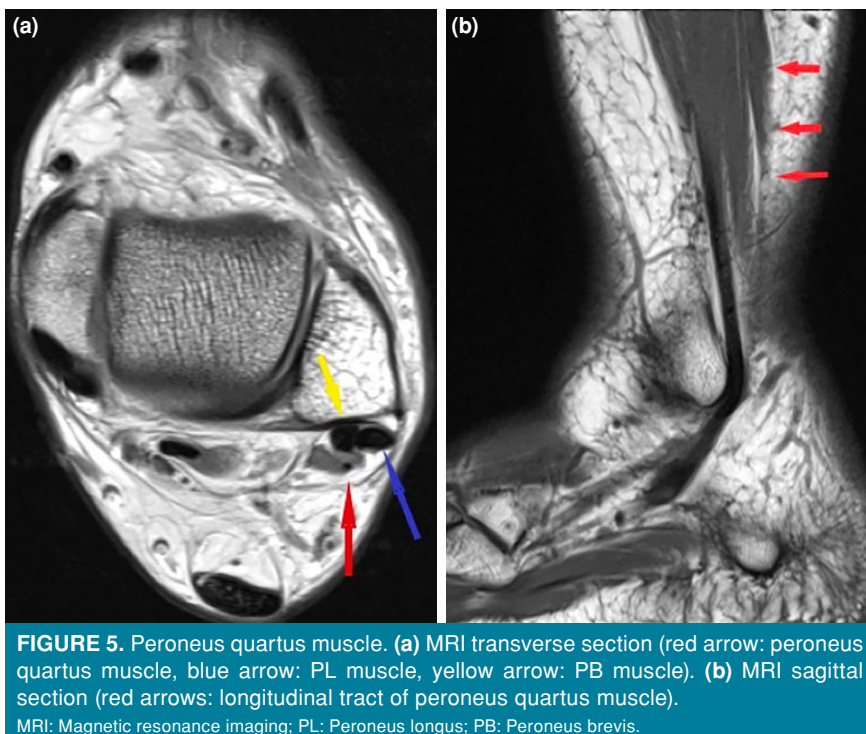 (a)
(b)
FIGURE 5. Peroneus quartus muscle. (a) MRI transverse section (red arrow: peroneus
quartus muscle, blue arrow: PL muscle, yellow arrow: PB muscle). (b) MRI sagittal
section (red arrows: longitudinal tract of peroneus quartus muscle).
MRI: Magnetic resonance imaging; PL: Peroneus longus; PB: Peroneus brevis.